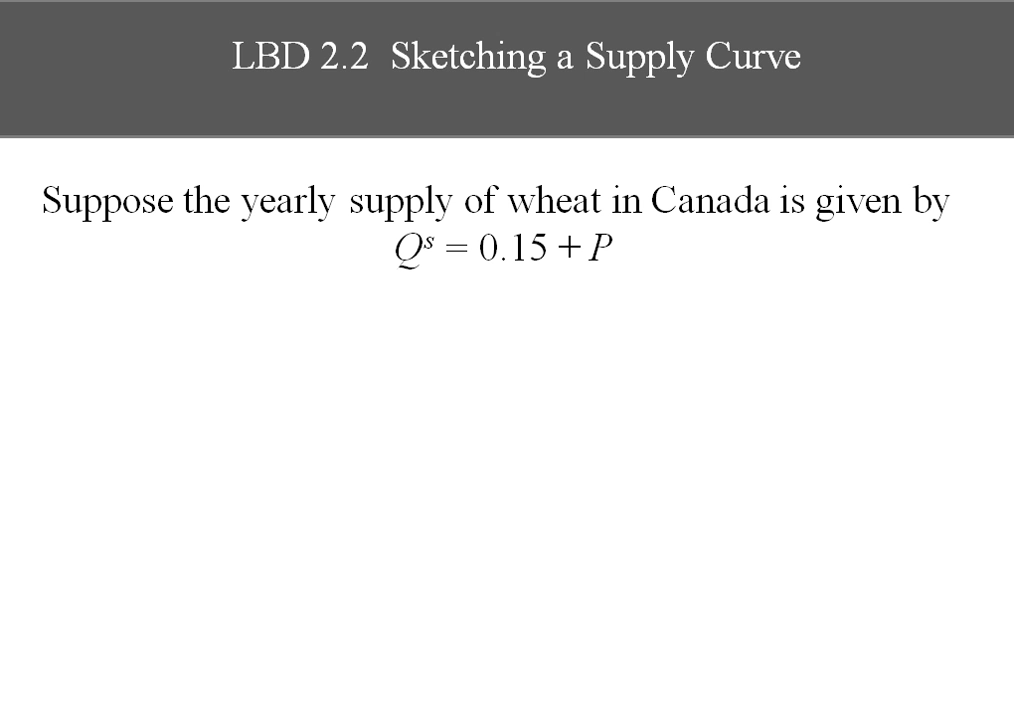 LBD 2.2 Sketching a Supply Curve
Suppose the yearly supply of wheat in Canada is given by
Qˢ = 0.15 + P